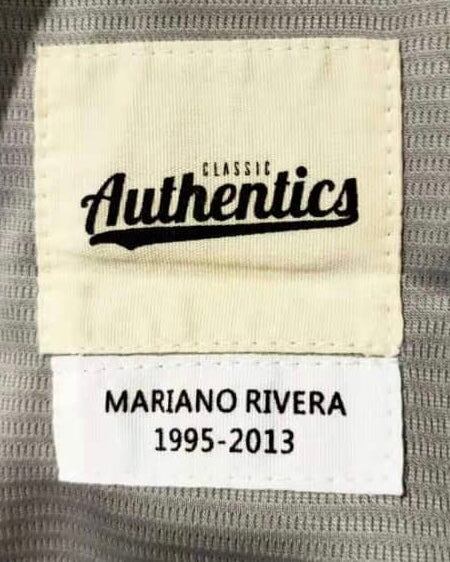 CLASSIC
Authentics
MARIANO RIVERA
1995-2013